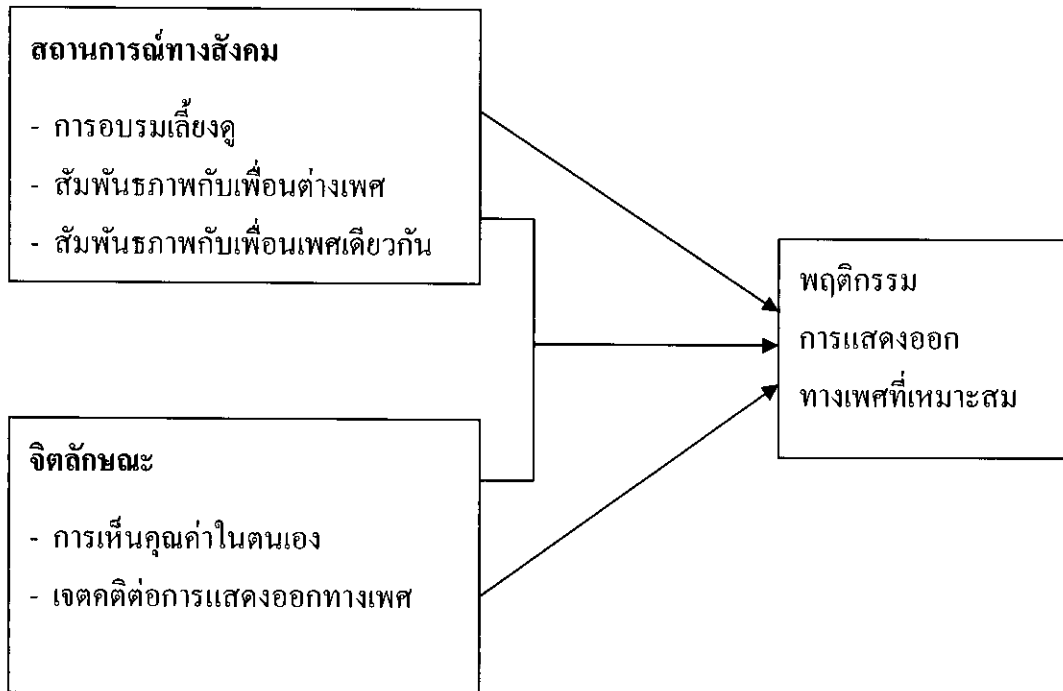 สถานการณ์ทางสังคม
- การอบรมเลี้ยงดู
- สัมพันธภาพกับเพื่อนต่างเพศ
- สัมพันธภาพกับเพื่อนเพศเดียวกัน
พฤติกรรม
การแสดงออก
ทางเพศที่เหมาะสม
จิตลักษณะ
- การเห็นคุณค่าในตนเอง
- เจตคติต่อการแสดงออกทางเพศ